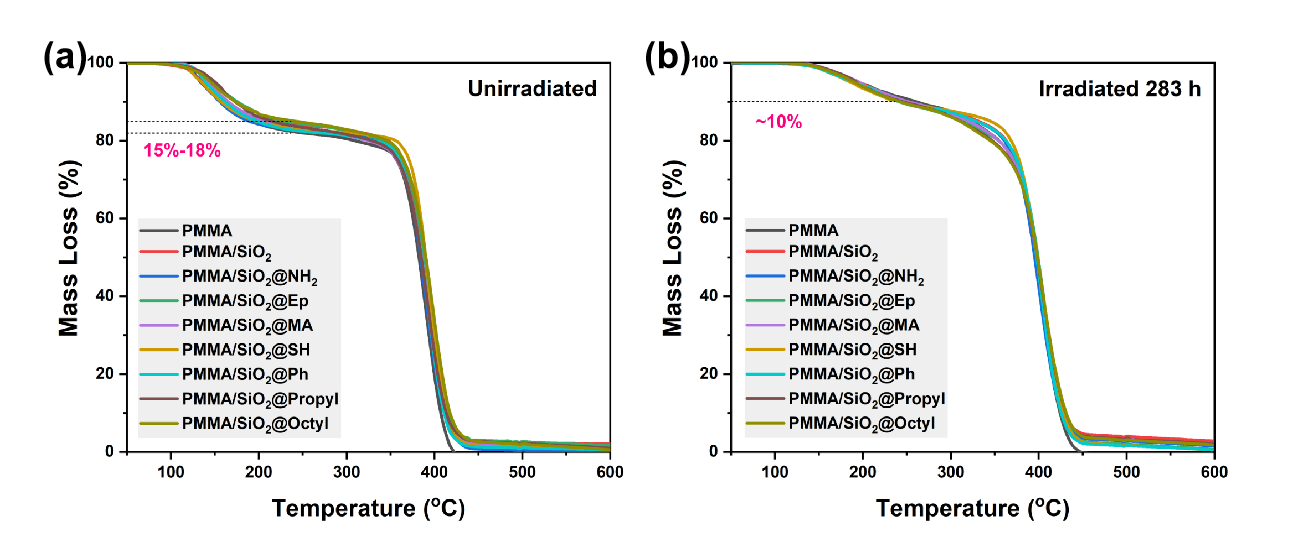 (a)
100
80
60
40
20
0
Mass Loss (%)
Unirradiated
15%-18%
PMMA
PMMA/SiO₂
PMMA/SiO₂@NH₂
PMMA/SiO₂@Ep
PMMA/SiO₂@MA
PMMA/SiO₂@SH
PMMA/SiO₂@Ph
PMMA/SiO₂@Propyl
PMMA/SiO₂@Octyl
100 200 300 400 500 600
Temperature (°C)
(b)
100
80
60
40
20
0
Mass Loss (%)
Irradiated 283 h
~10%
PMMA
PMMA/SiO₂
PMMA/SiO₂@NH₂
PMMA/SiO₂@Ep
PMMA/SiO₂@MA
PMMA/SiO₂@SH
PMMA/SiO₂@Ph
PMMA/SiO₂@Propyl
PMMA/SiO₂@Octyl
100 200 300 400 500 600
Temperature (°C)